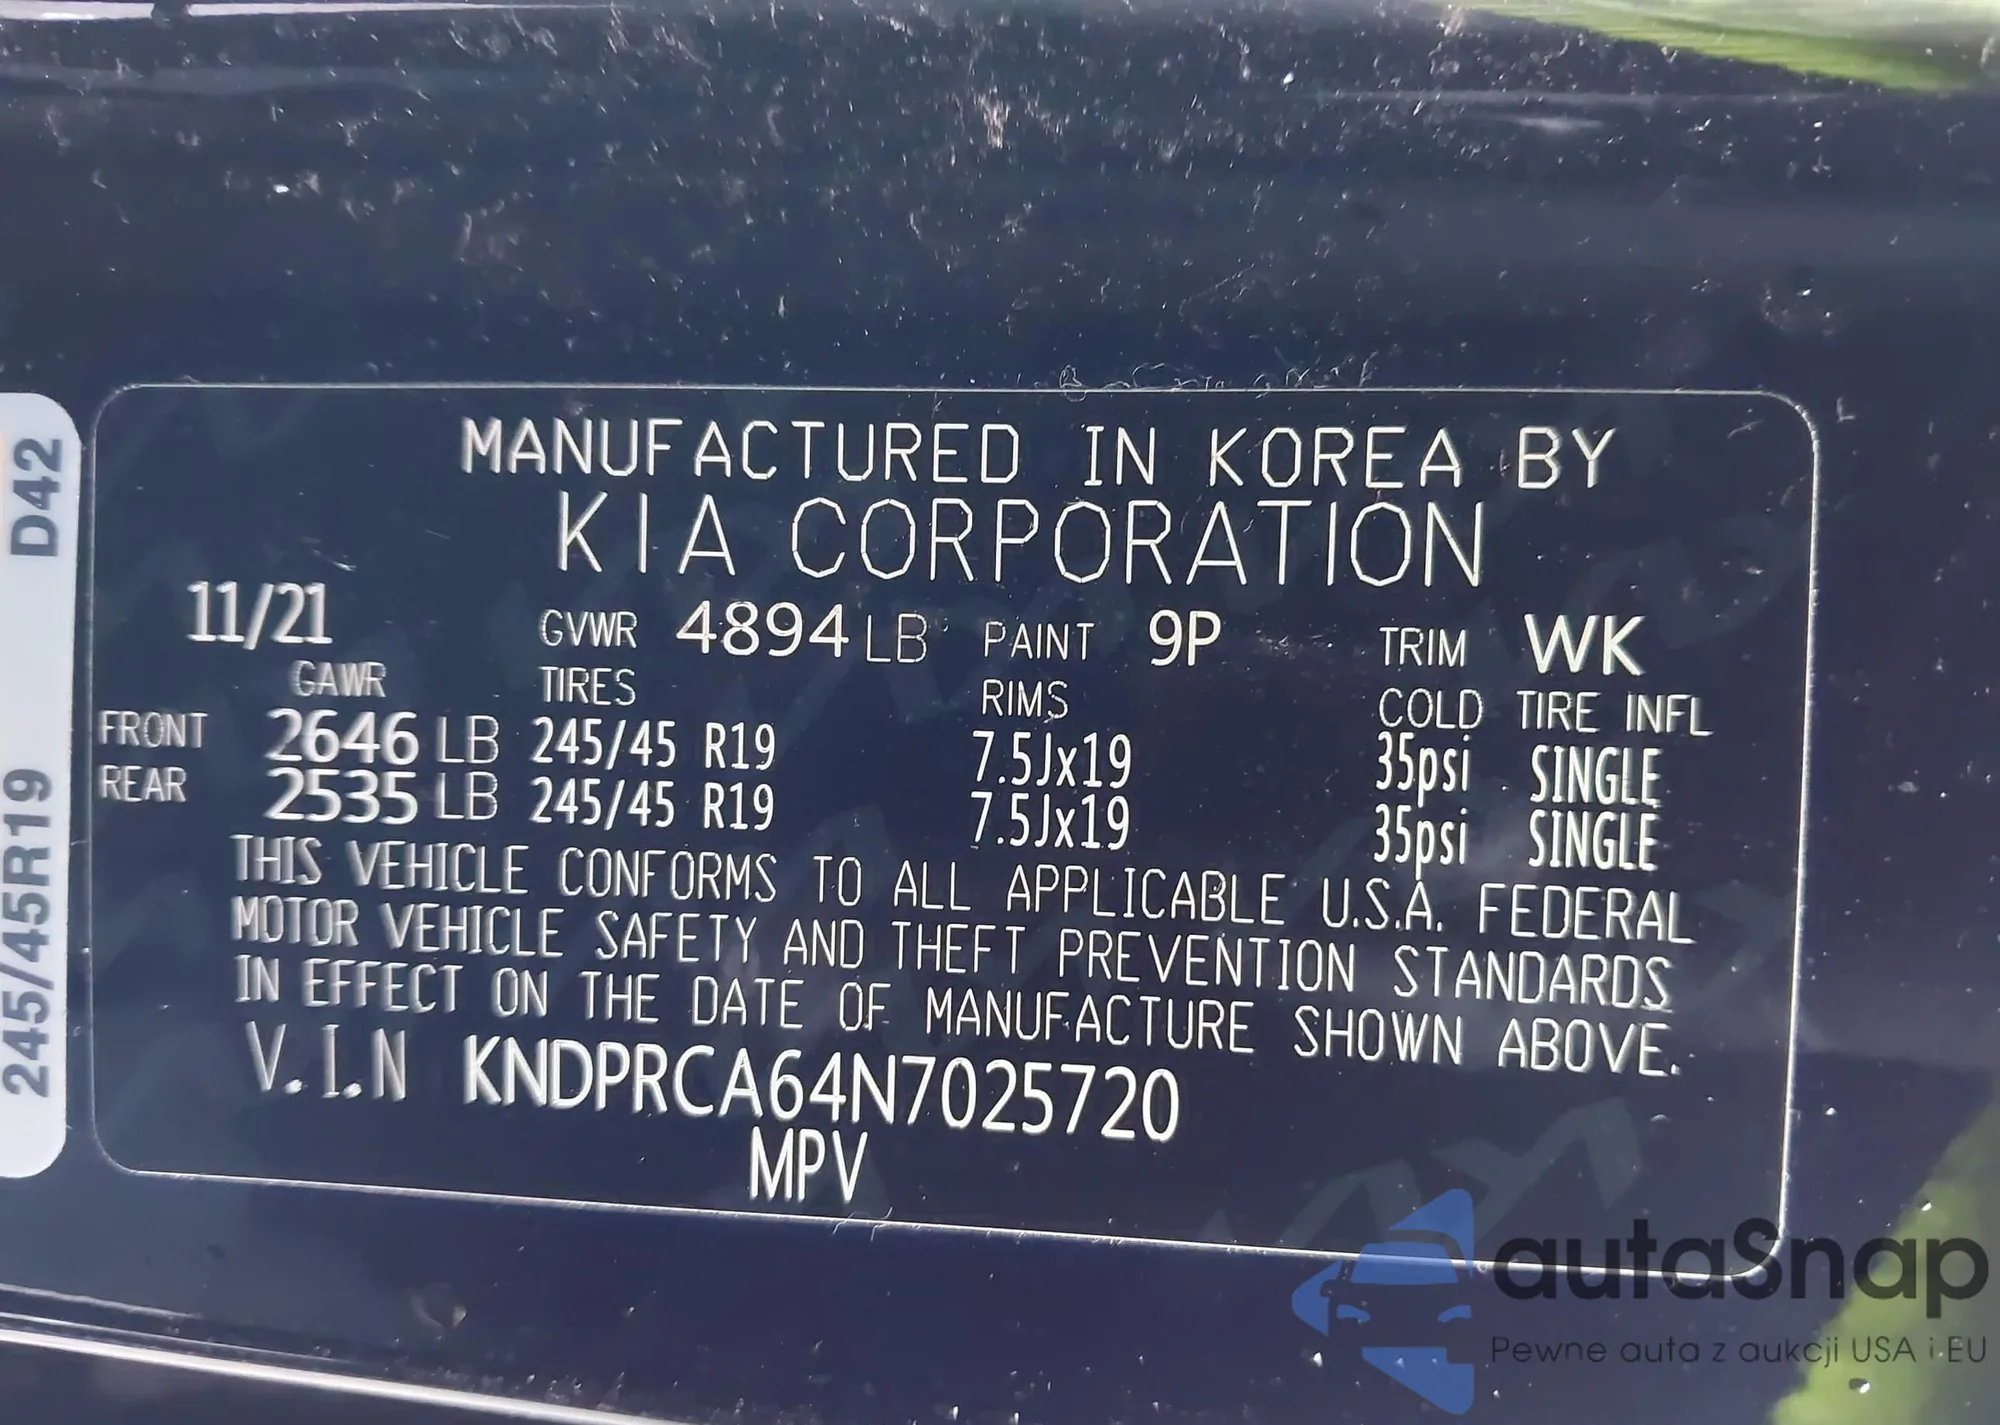 MANUFACTURED IN KOREA BY
KIA CORPORATION
11/21 GVWR 4894 LB PAINT 9P TRIM WK
GAWR TIRES RIMS COLD TIRE INFL
FRONT 2646 LB 245/45 R19 7.5Jx19 35psi SINGLE
REAR 2535 LB 245/45 R19 7.5Jx19 35psi SINGLE
THIS VEHICLE CONFORMS TO ALL APPLICABLE U.S.A. FEDERAL
MOTOR VEHICLE SAFETY AND THEFT PREVENTION STANDARDS
IN EFFECT ON THE DATE OF MANUFACTURE SHOWN ABOVE.
V.I.N KNDPRCA64N7025720
MPV
245/45R19 D42
autaSnap
Pewne auta z aukcji USA i EU